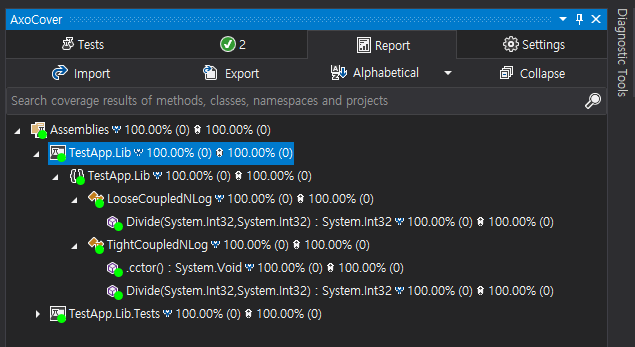 AxoCover
Tests 2 Report Settings
Import Export Alphabetical Collapse
Search coverage results of methods, classes, namespaces and projects
Assemblies 100.00% (0) 100.00% (0)
TestApp.Lib 100.00% (0) 100.00% (0)
TestApp.Lib 100.00% (0) 100.00% (0)
LooseCoupledNLog 100.00% (0) 100.00% (0)
Divide(System.Int32,System.Int32) : System.Int32 100.00% (0) 100.00% (0)
TightCoupledNLog 100.00% (0) 100.00% (0)
.cctor() : System.Void 100.00% (0) 100.00% (0)
Divide(System.Int32,System.Int32) : System.Int32 100.00% (0) 100.00% (0)
TestApp.Lib.Tests 100.00% (0) 100.00% (0)
Diagnostic Tools